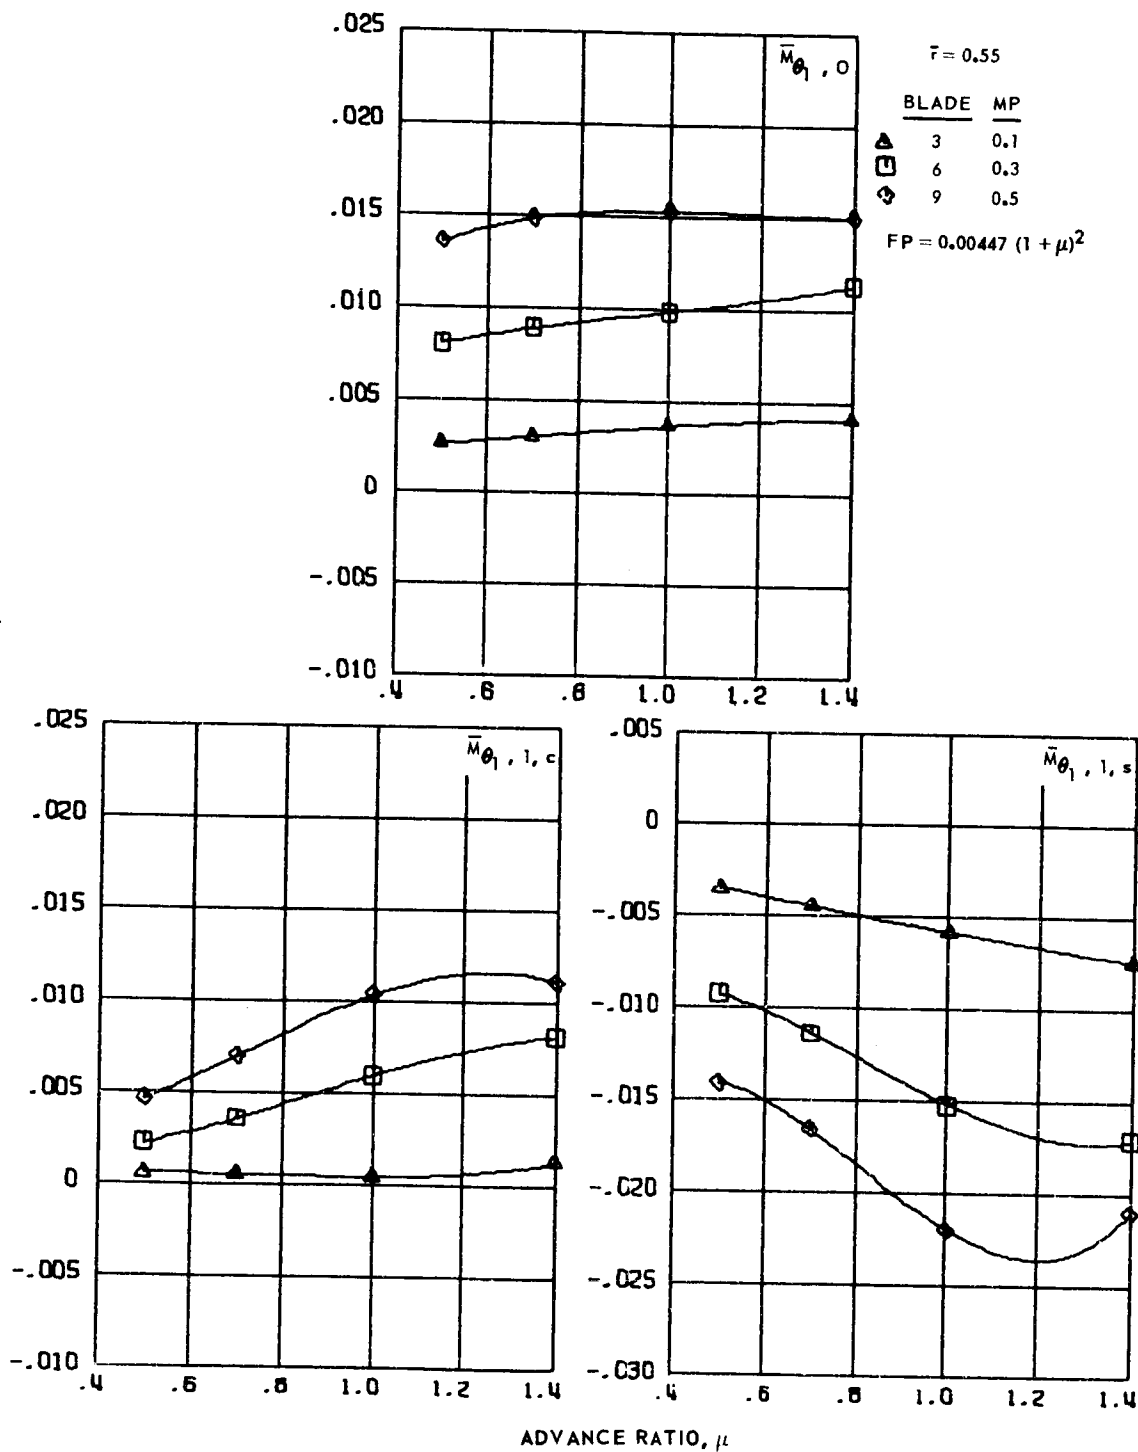 .025
.020
.015
.010
.005
0
-.005
-.010
.4 .6 .8 1.0 1.2 1.4
M̄θ₁ , 0
r̄ = 0.55
BLADE MP
3 0.1
6 0.3
9 0.5
FP = 0.00447 (1 + μ)²
.025
.020
.015
.010
.005
0
-.005
-.010
.4 .6 .8 1.0 1.2 1.4
M̄θ₁ , 1, c
.005
0
-.005
-.010
-.015
-.020
-.025
-.030
.4 .6 .8 1.0 1.2 1.4
M̄θ₁ , 1, s
ADVANCE RATIO, μ